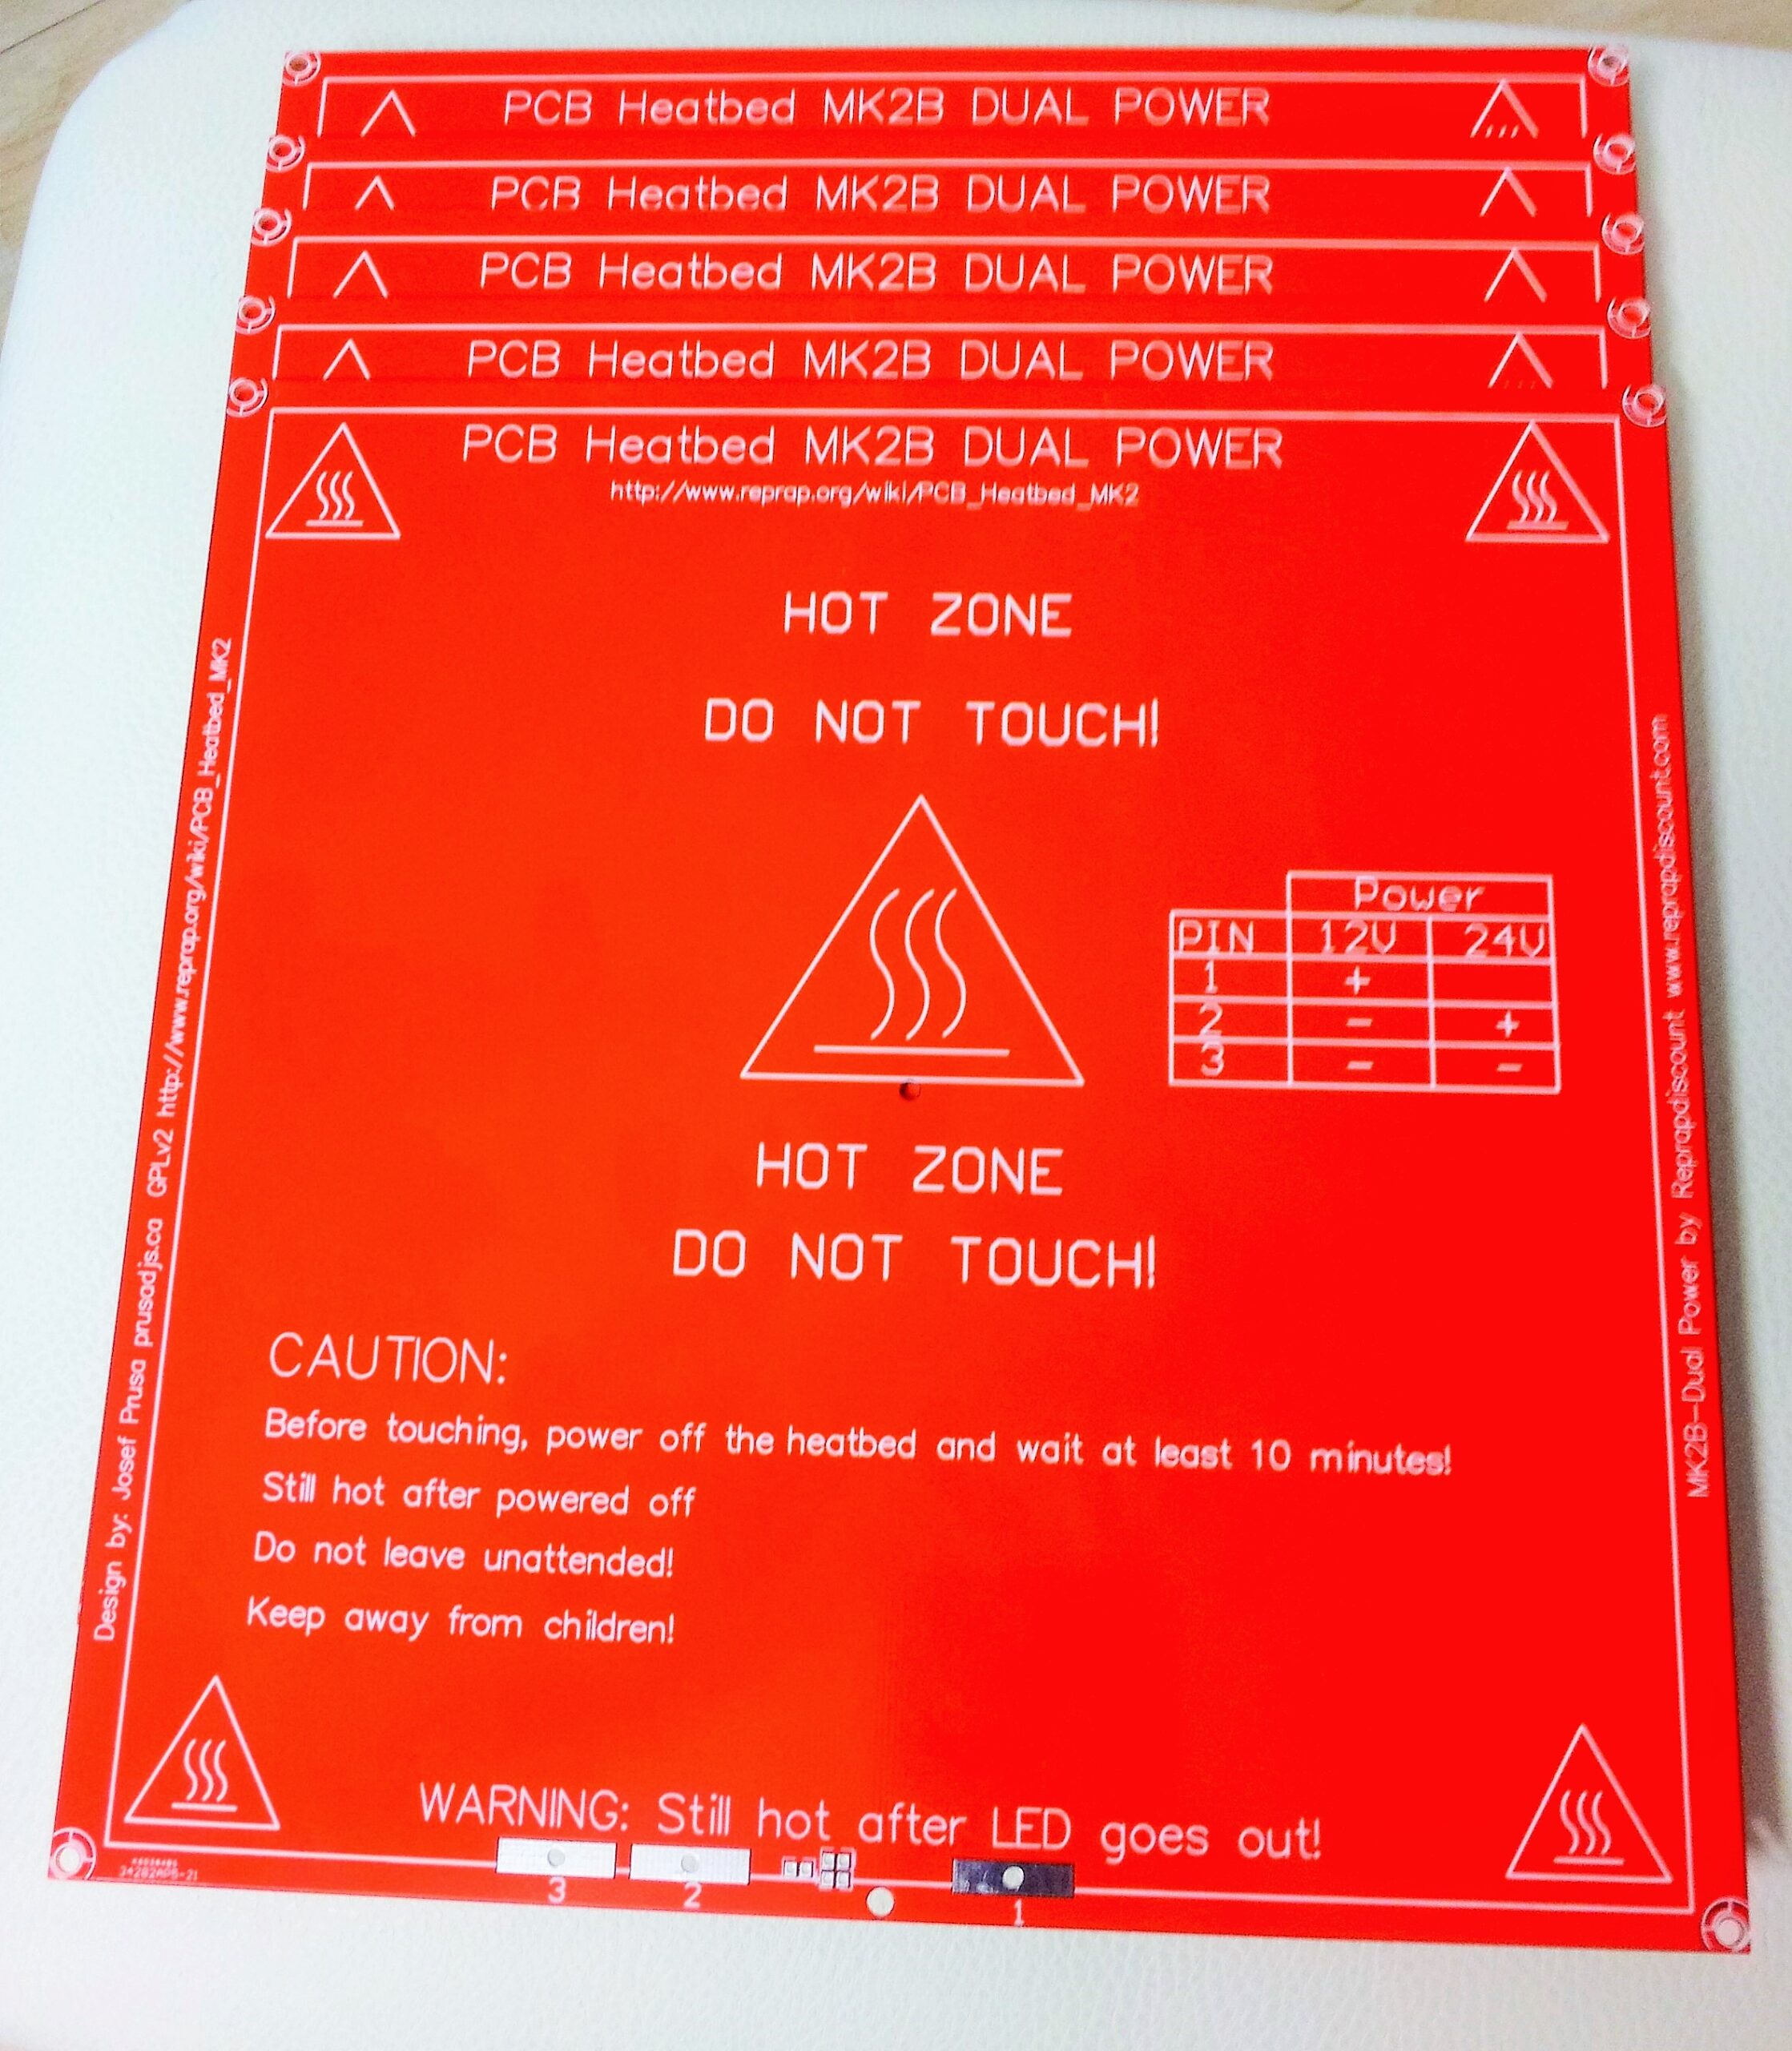 PCB Heatbed MK2B DUAL POWER
PCB Heatbed MK2B DUAL POWER
PCB Heatbed MK2B DUAL POWER
PCB Heatbed MK2B DUAL POWER
PCB Heatbed MK2B DUAL POWER
http://www.reprap.org/wiki/PCB_Heatbed_MK2
HOT ZONE
DO NOT TOUCH!
Power
PIN 12V 24V
1 +
2 - +
3 - -
HOT ZONE
DO NOT TOUCH!
CAUTION:
Before touching, power off the heatbed and wait at least 10 minutes!
Still hot after powered off
Do not leave unattended!
Keep away from children!
WARNING: Still hot after LED goes out!
3 2 1
Design by: Josef Prusa prusadjs.ca GPLv2 http://www.reprap.org/wiki/PCB_Heatbed_MK2
MK2B-Dual Power by Reprapdiscount www.reprapdiscount.com